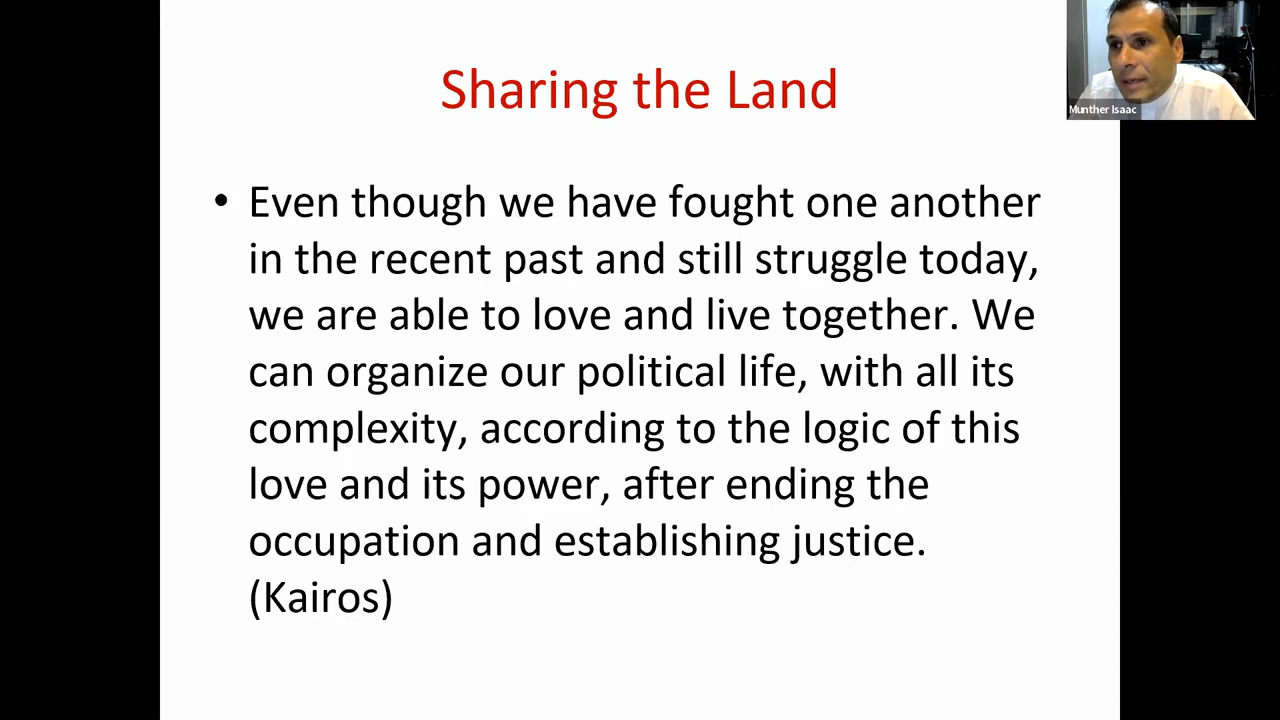 Sharing the Land
Munther Isaac
• Even though we have fought one another
in the recent past and still struggle today,
we are able to love and live together. We
can organize our political life, with all its
complexity, according to the logic of this
love and its power, after ending the
occupation and establishing justice.
(Kairos)